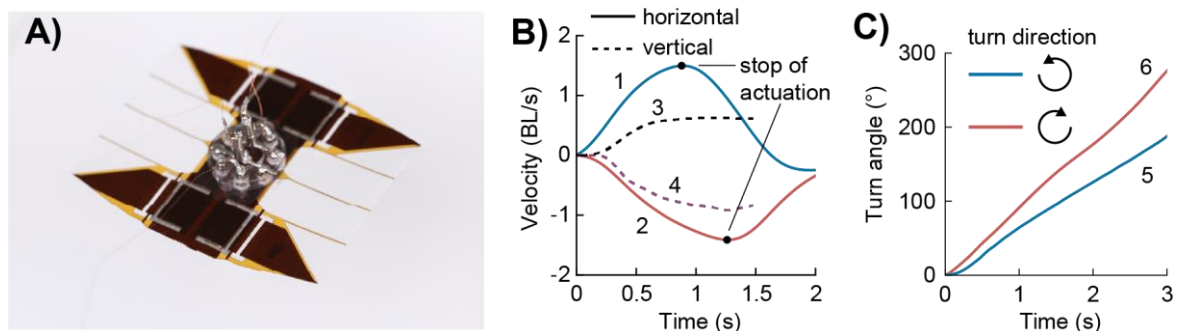 A)
B)
horizontal
vertical
stop of
actuation
Velocity (BL/s)
2
1
0
-1
-2
1
3
4
2
0
0.5
1
1.5
2
Time (s)
C)
turn direction
Turn angle (°)
300
200
100
0
6
5
0
1
2
3
Time (s)